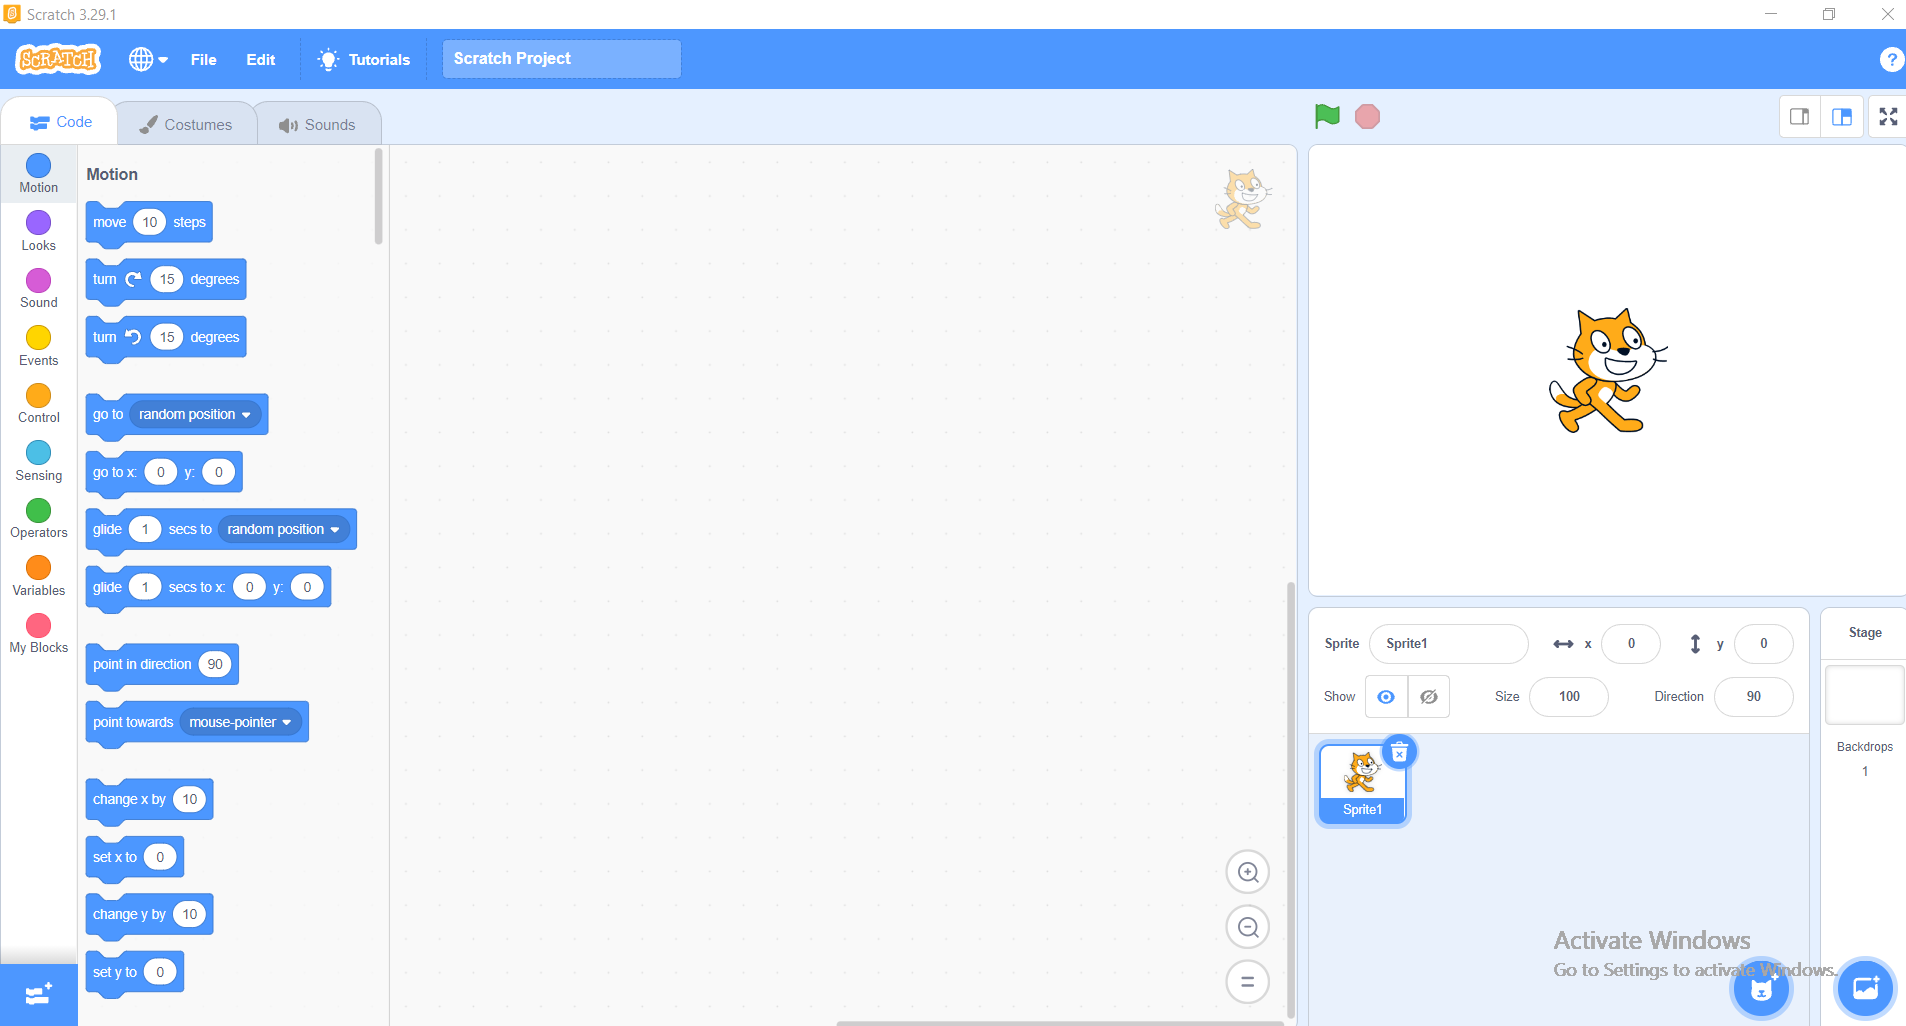 Scratch 3.29.1
SCRATCH
File
Edit
Tutorials
Scratch Project
?
Code
Costumes
Sounds
Motion
Looks
Sound
Events
Control
Sensing
Operators
Variables
My Blocks
Motion
move 10 steps
turn 15 degrees
turn 15 degrees
go to random position
go to x: 0 y: 0
glide 1 secs to random position
glide 1 secs to x: 0 y: 0
point in direction 90
point towards mouse-pointer
change x by 10
set x to 0
change y by 10
set y to 0
Sprite Sprite1 x 0 y 0
Show Size 100 Direction 90
Sprite1
Stage
Backdrops
1
Activate Windows
Go to Settings to activate Windows.